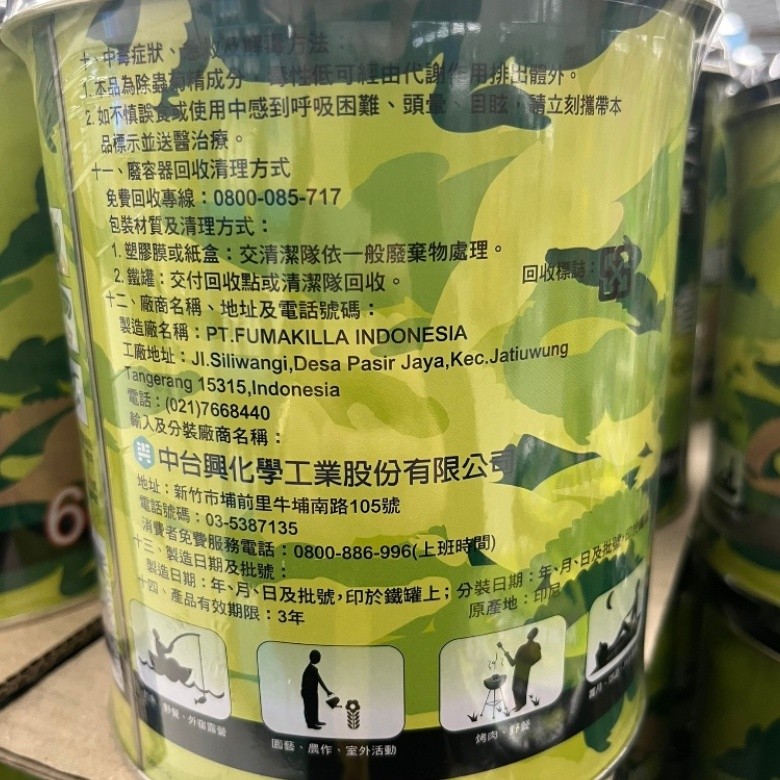 十、中毒症狀、急救及解毒方法：
1.本品為除蟲菊精成分，毒性低可經由代謝作用排出體外。
2.如不慎誤食或使用中感到呼吸困難、頭暈、目眩，請立刻攜帶本
品標示並送醫治療。
十一、廢容器回收清理方式
免費回收專線：0800-085-717
包裝材質及清理方式：
1.塑膠膜或紙盒：交清潔隊依一般廢棄物處理。
2.鐵罐：交付回收點或清潔隊回收。
回收標誌：
十二、廠商名稱、地址及電話號碼：
製造廠名稱：PT.FUMAKILLA INDONESIA
工廠地址：Jl.Siliwangi,Desa Pasir Jaya,Kec.Jatiuwung
Tangerang 15315,Indonesia
電話：(021)7668440
輸入及分裝廠商名稱：
中台興化學工業股份有限公司
地址：新竹市埔前里牛埔南路105號
電話號碼：03-5387135
消費者免費服務電話：0800-886-996(上班時間)
十三、製造日期及批號：
製造日期：年、月、日及批號，印於鐵罐上；分裝日期：年、月、日及批號，
原產地：印尼
十四、產品有效期限：3年
野餐、外宿露營
園藝、農作、室外活動
烤肉、野餐
6